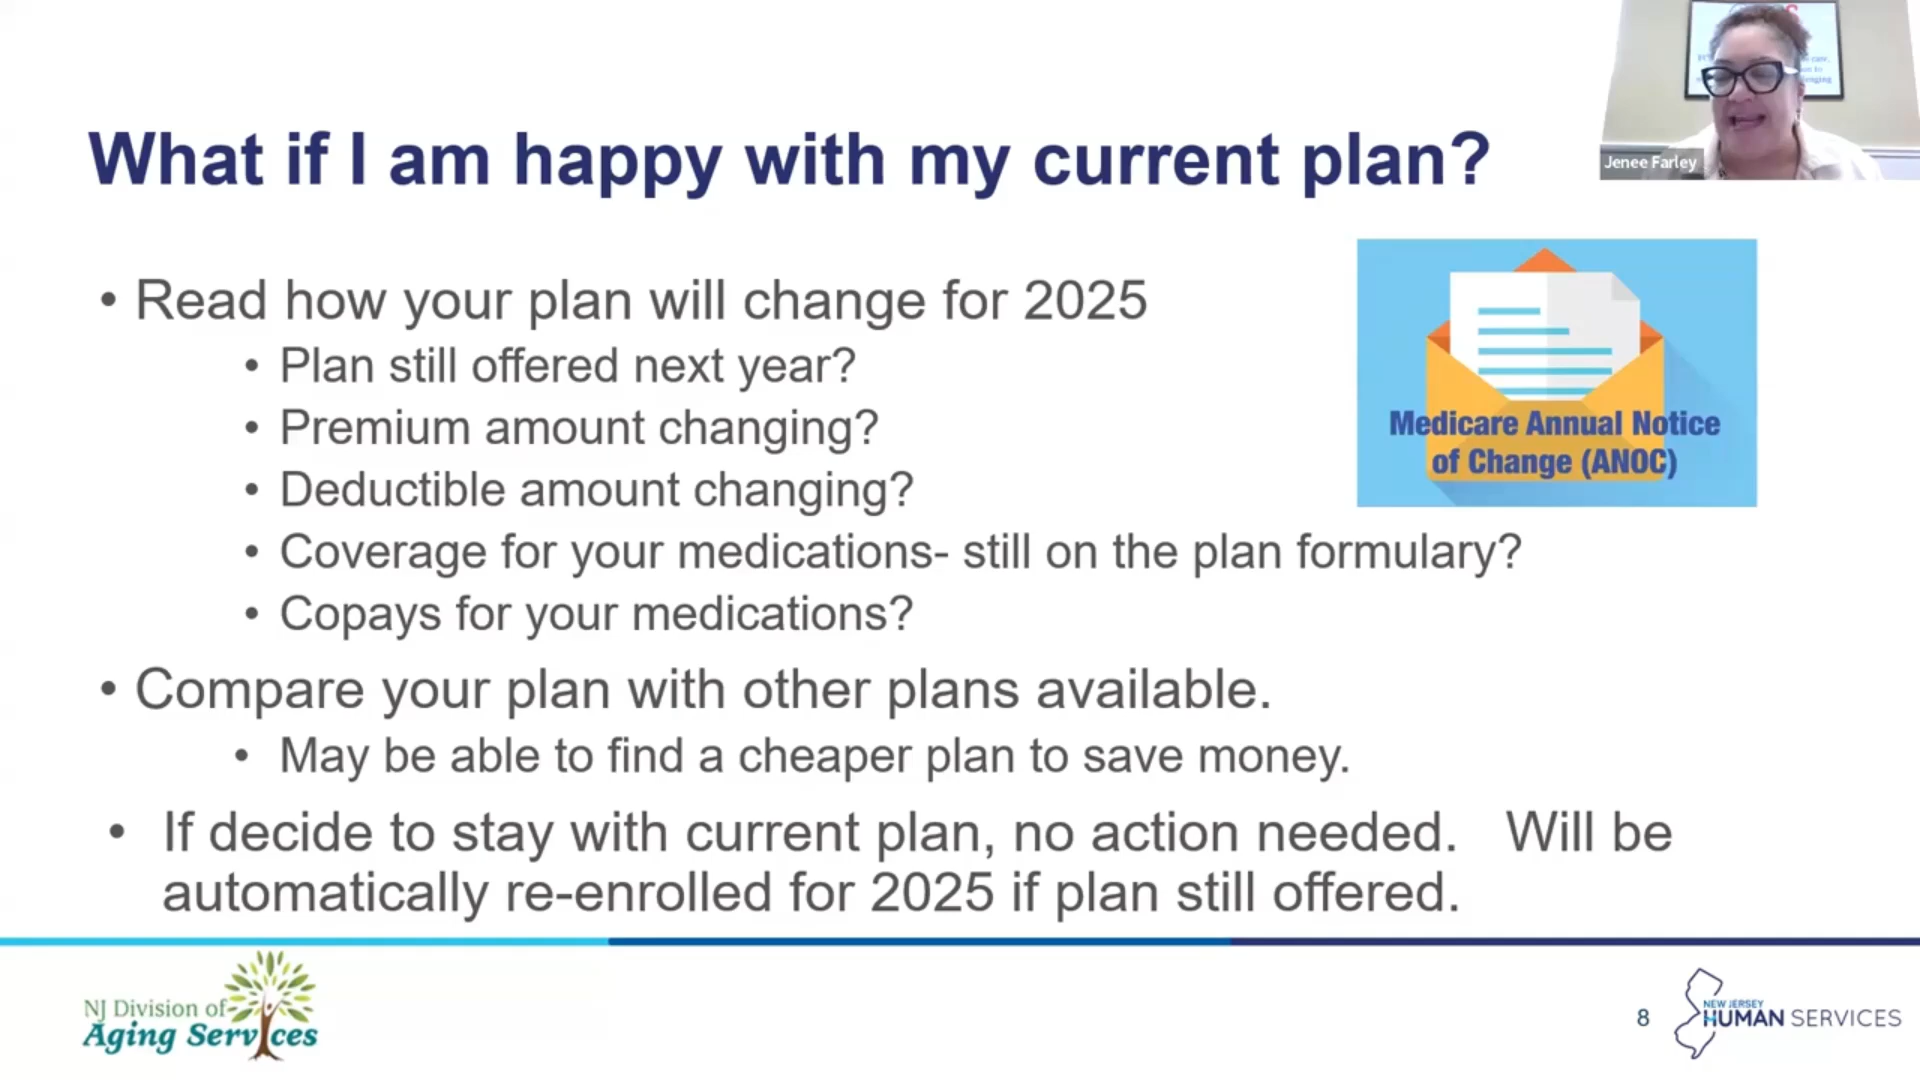 What if I am happy with my current plan?
Jenee Farley
• Read how your plan will change for 2025
• Plan still offered next year?
• Premium amount changing?
• Deductible amount changing?
• Coverage for your medications- still on the plan formulary?
• Copays for your medications?
Medicare Annual Notice
of Change (ANOC)
• Compare your plan with other plans available.
• May be able to find a cheaper plan to save money.
• If decide to stay with current plan, no action needed. Will be
automatically re-enrolled for 2025 if plan still offered.
NJ Division of
Aging Services
8
NEW JERSEY
HUMAN SERVICES